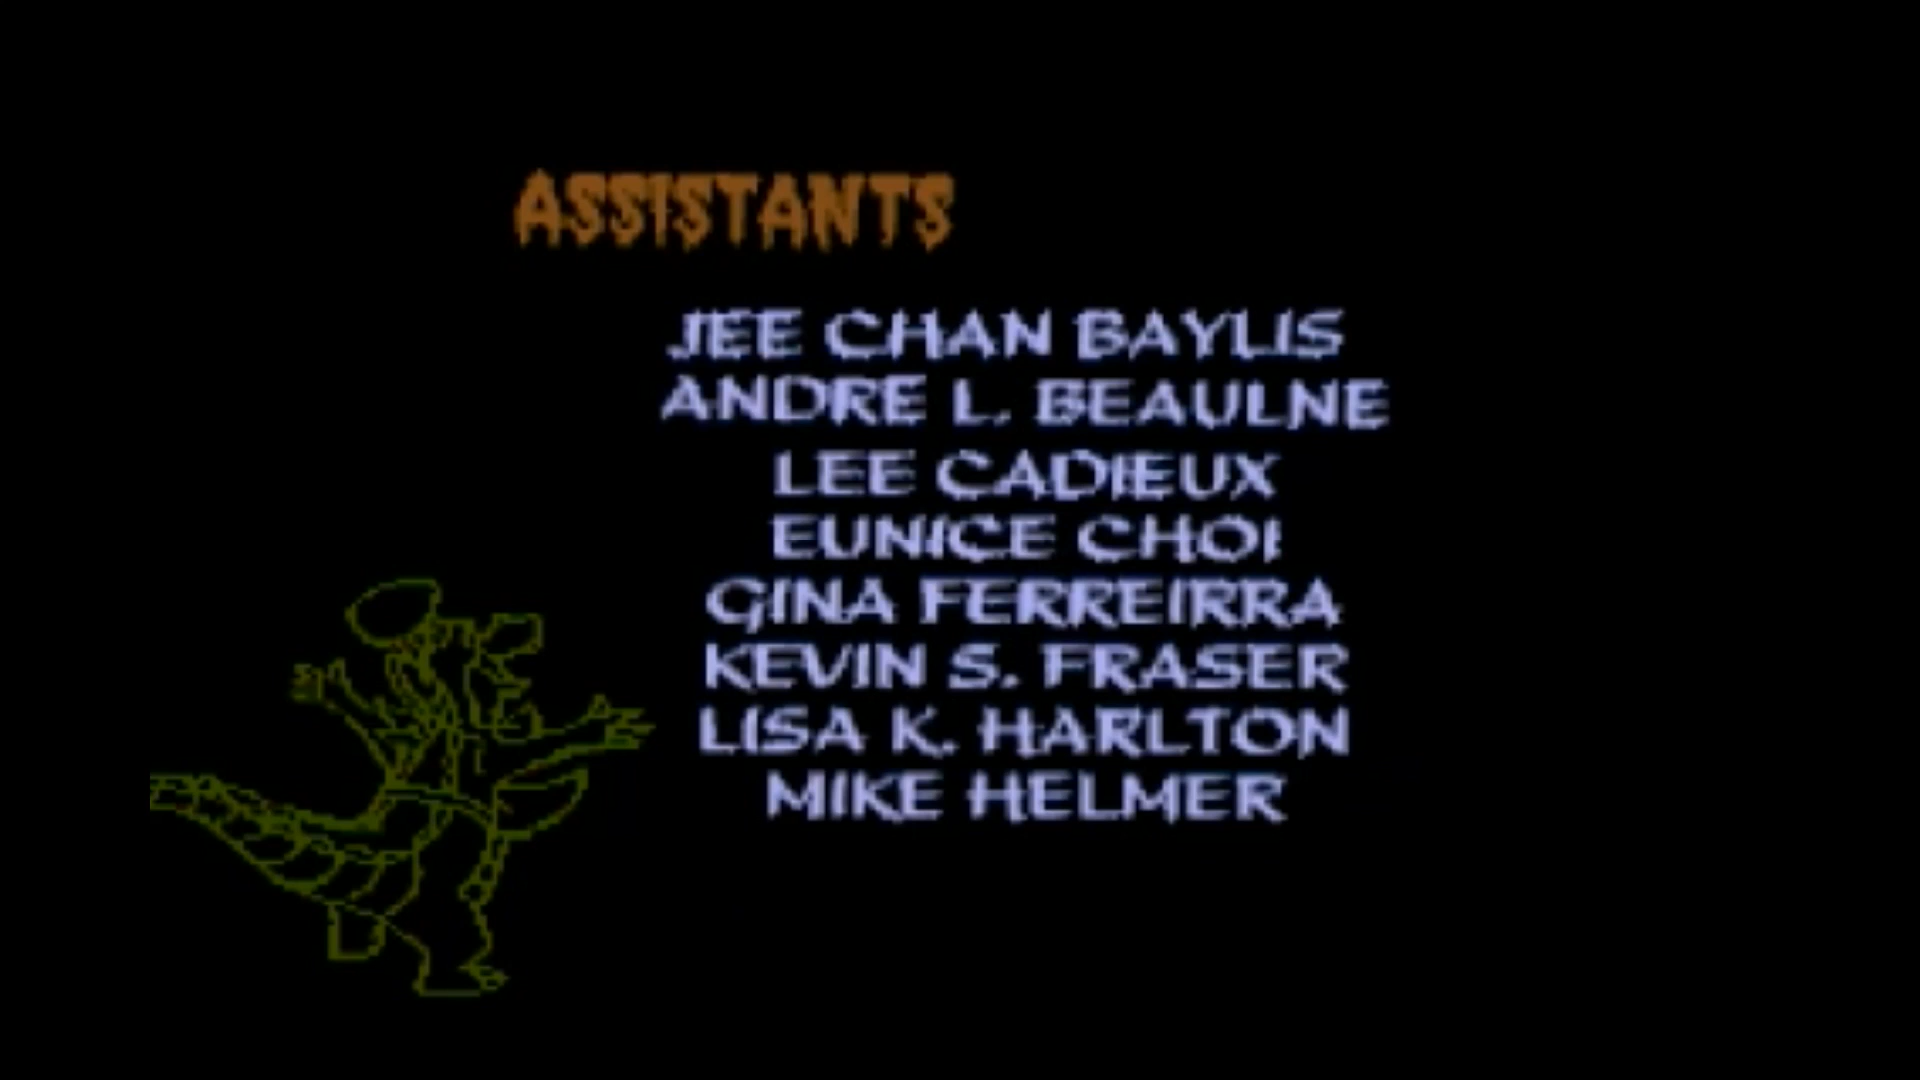 ASSISTANTS
JEE CHAN BAYLIS
ANDRE L. BEAULNE
LEE CADIEUX
EUNICE CHOI
GINA FERREIRRA
KEVIN S. FRASER
LISA K. HARLTON
MIKE HELMER